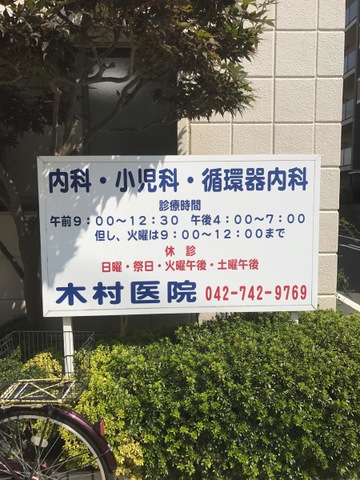 内科・小児科・循環器内科
診療時間
午前9:00〜12:30 午後4:00〜7:00
但し、火曜は9:00〜12:00まで
休 診
日曜・祭日・火曜午後・土曜午後
木村医院 042-742-9769